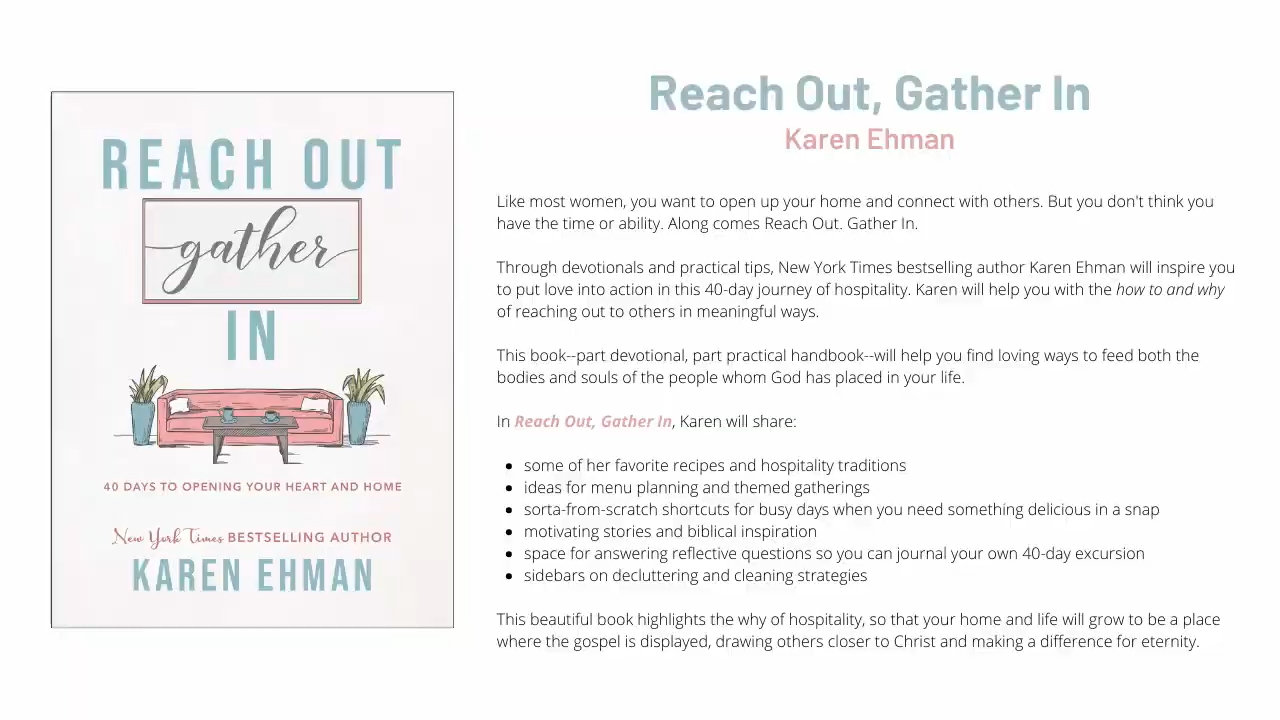 REACH OUT
gather
IN
40 DAYS TO OPENING YOUR HEART AND HOME
New York Times BESTSELLING AUTHOR
KAREN EHMAN
Reach Out, Gather In
Karen Ehman
Like most women, you want to open up your home and connect with others. But you don't think you
have the time or ability. Along comes Reach Out. Gather In.
Through devotionals and practical tips, New York Times bestselling author Karen Ehman will inspire you
to put love into action in this 40-day journey of hospitality. Karen will help you with the how to and why
of reaching out to others in meaningful ways.
This book--part devotional, part practical handbook--will help you find loving ways to feed both the
bodies and souls of the people whom God has placed in your life.
In Reach Out, Gather In, Karen will share:
• some of her favorite recipes and hospitality traditions
• ideas for menu planning and themed gatherings
• sorta-from-scratch shortcuts for busy days when you need something delicious in a snap
• motivating stories and biblical inspiration
• space for answering reflective questions so you can journal your own 40-day excursion
• sidebars on decluttering and cleaning strategies
This beautiful book highlights the why of hospitality, so that your home and life will grow to be a place
where the gospel is displayed, drawing others closer to Christ and making a difference for eternity.